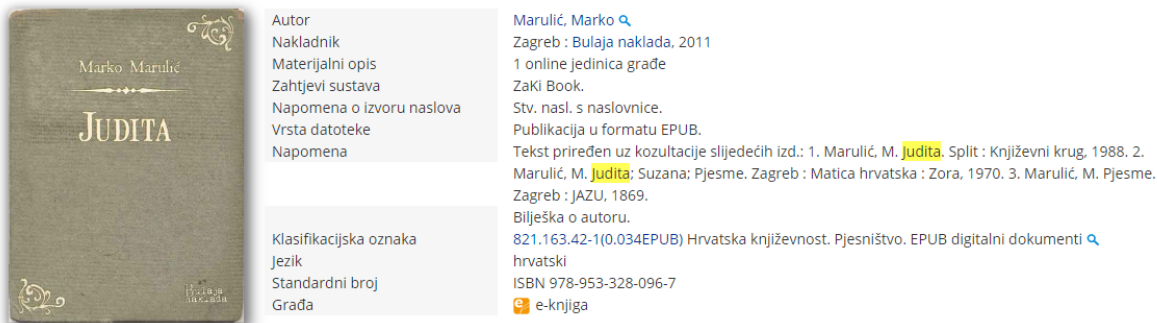 Marko Marulić
JUDITA
Bulaja
naklada
Autor
Marulić, Marko
Nakladnik
Zagreb : Bulaja naklada, 2011
Materijalni opis
1 online jedinica građe
Zahtjevi sustava
ZaKi Book.
Napomena o izvoru naslova
Stv. nasl. s naslovnice.
Vrsta datoteke
Publikacija u formatu EPUB.
Napomena
Tekst priređen uz kozultacije slijedećih izd.: 1. Marulić, M. Judita. Split : Književni krug, 1988. 2.
Marulić, M. Judita; Suzana; Pjesme. Zagreb : Matica hrvatska : Zora, 1970. 3. Marulić, M. Pjesme.
Zagreb : JAZU, 1869.
Bilješka o autoru.
Klasifikacijska oznaka
821.163.42-1(0.034EPUB) Hrvatska književnost. Pjesništvo. EPUB digitalni dokumenti
Jezik
hrvatski
Standardni broj
ISBN 978-953-328-096-7
Građa
e-knjiga